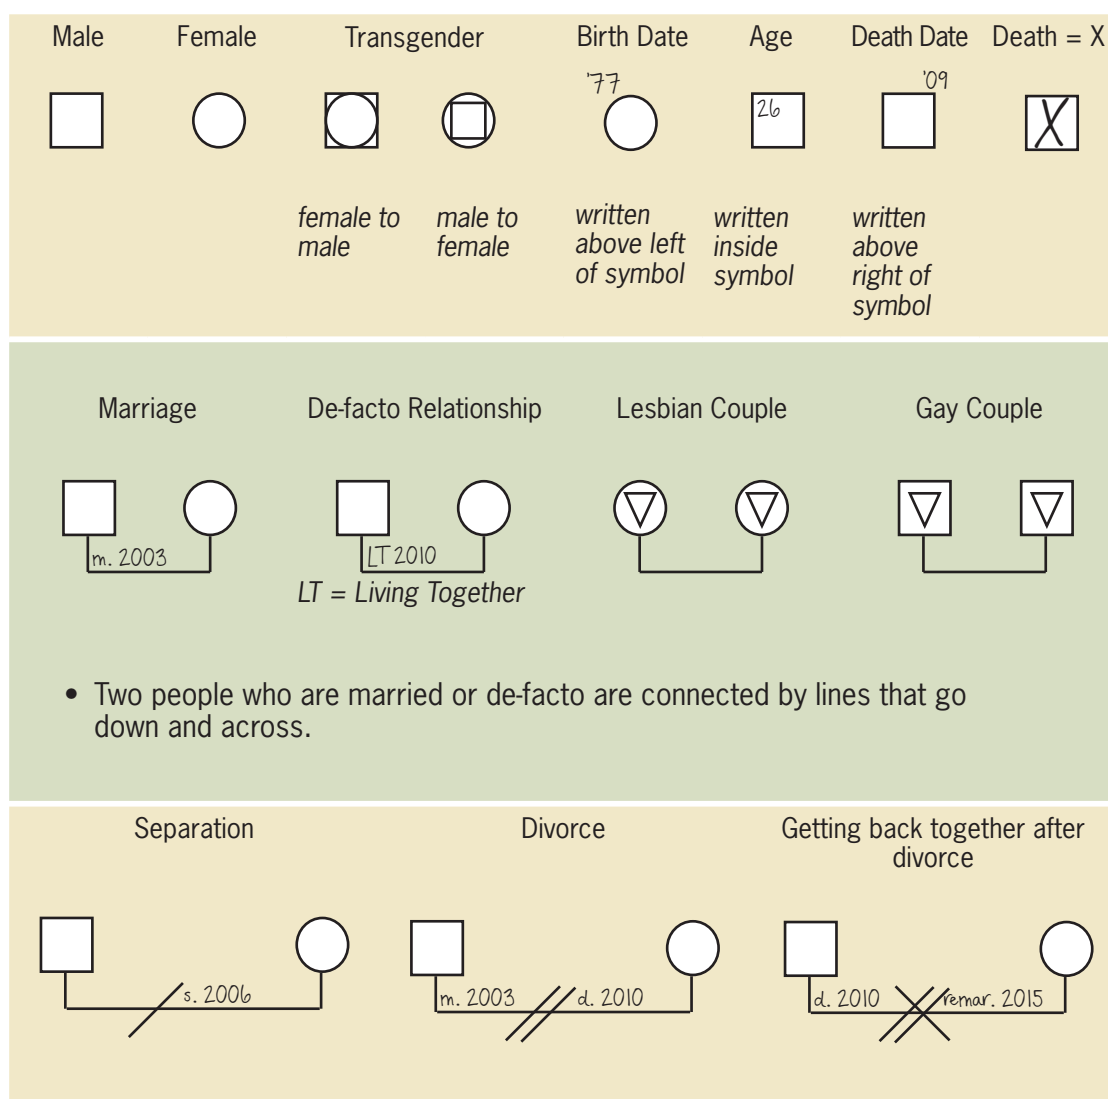 Male Female Transgender Birth Date Age Death Date Death = X
'77 26 '09 X
female to male to written written written
male female above left inside above
of symbol symbol right of
symbol
Marriage De-facto Relationship Lesbian Couple Gay Couple
m. 2003 LT 2010
LT = Living Together
• Two people who are married or de-facto are connected by lines that go
down and across.
Separation Divorce Getting back together after
divorce
s. 2006 m. 2003 d. 2010 d. 2010 remar. 2015